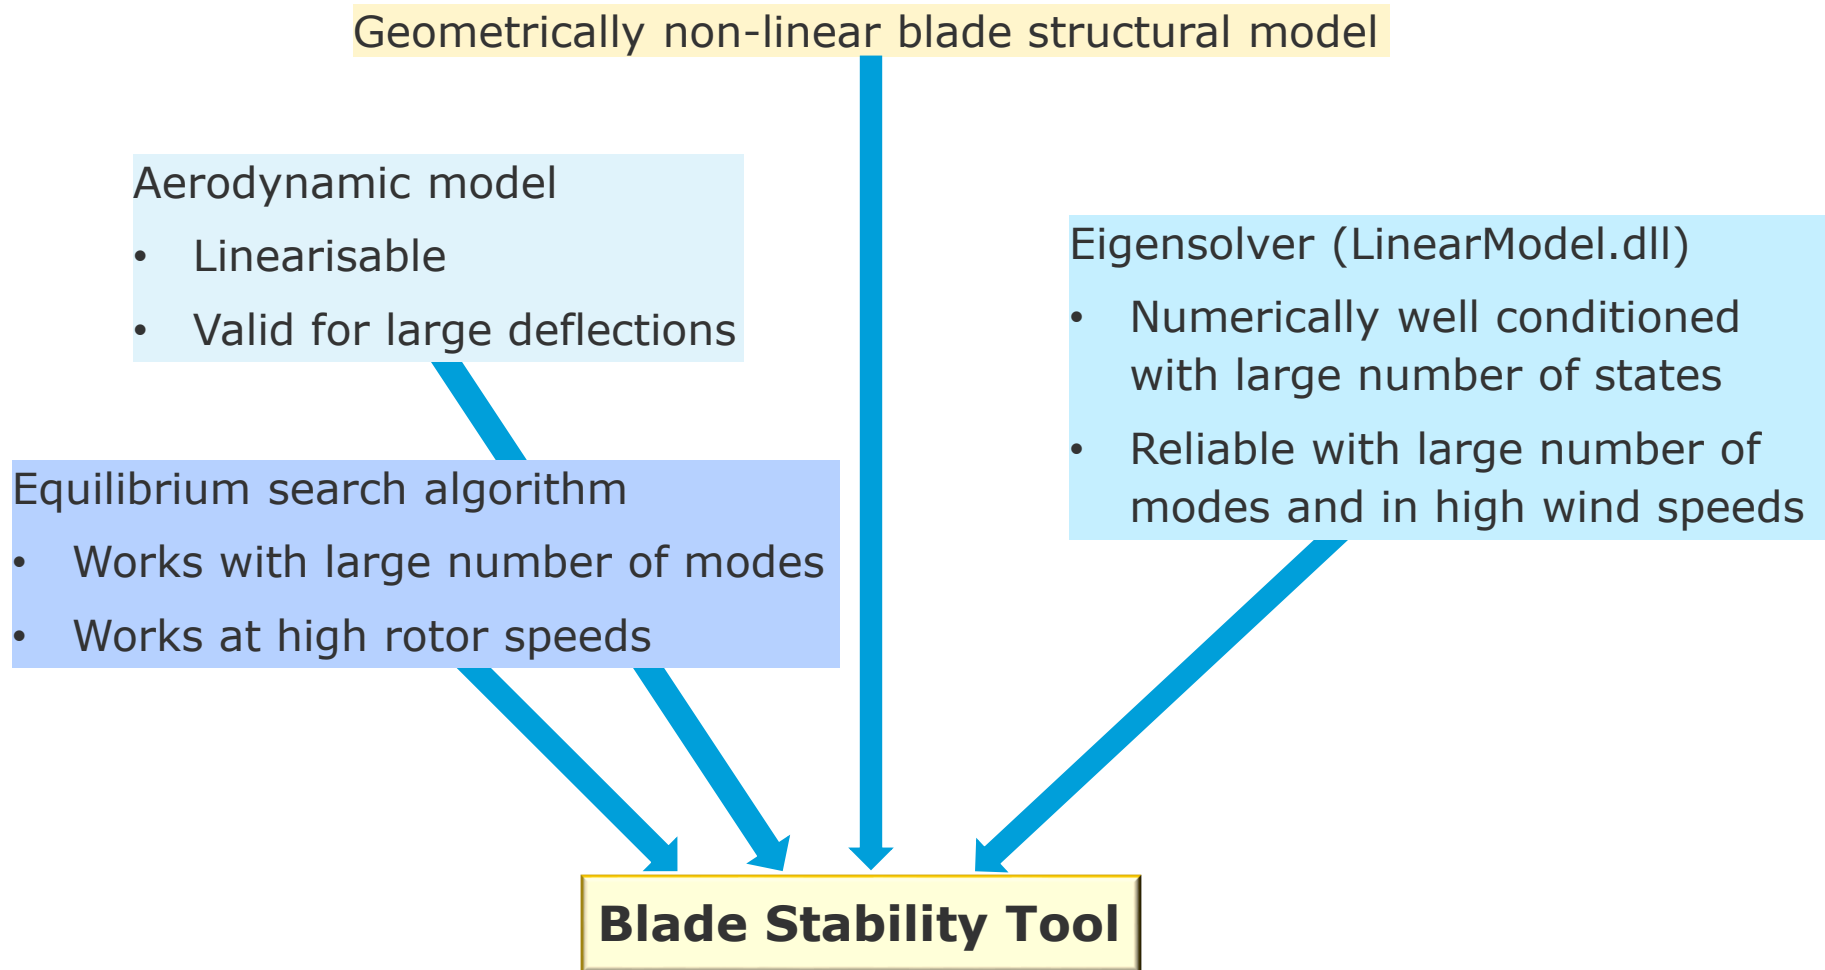 Geometrically non-linear blade structural model
Aerodynamic model
• Linearisable
• Valid for large deflections
Eigensolver (LinearModel.dll)
• Numerically well conditioned
with large number of states
• Reliable with large number of
modes and in high wind speeds
Equilibrium search algorithm
• Works with large number of modes
• Works at high rotor speeds
Blade Stability Tool